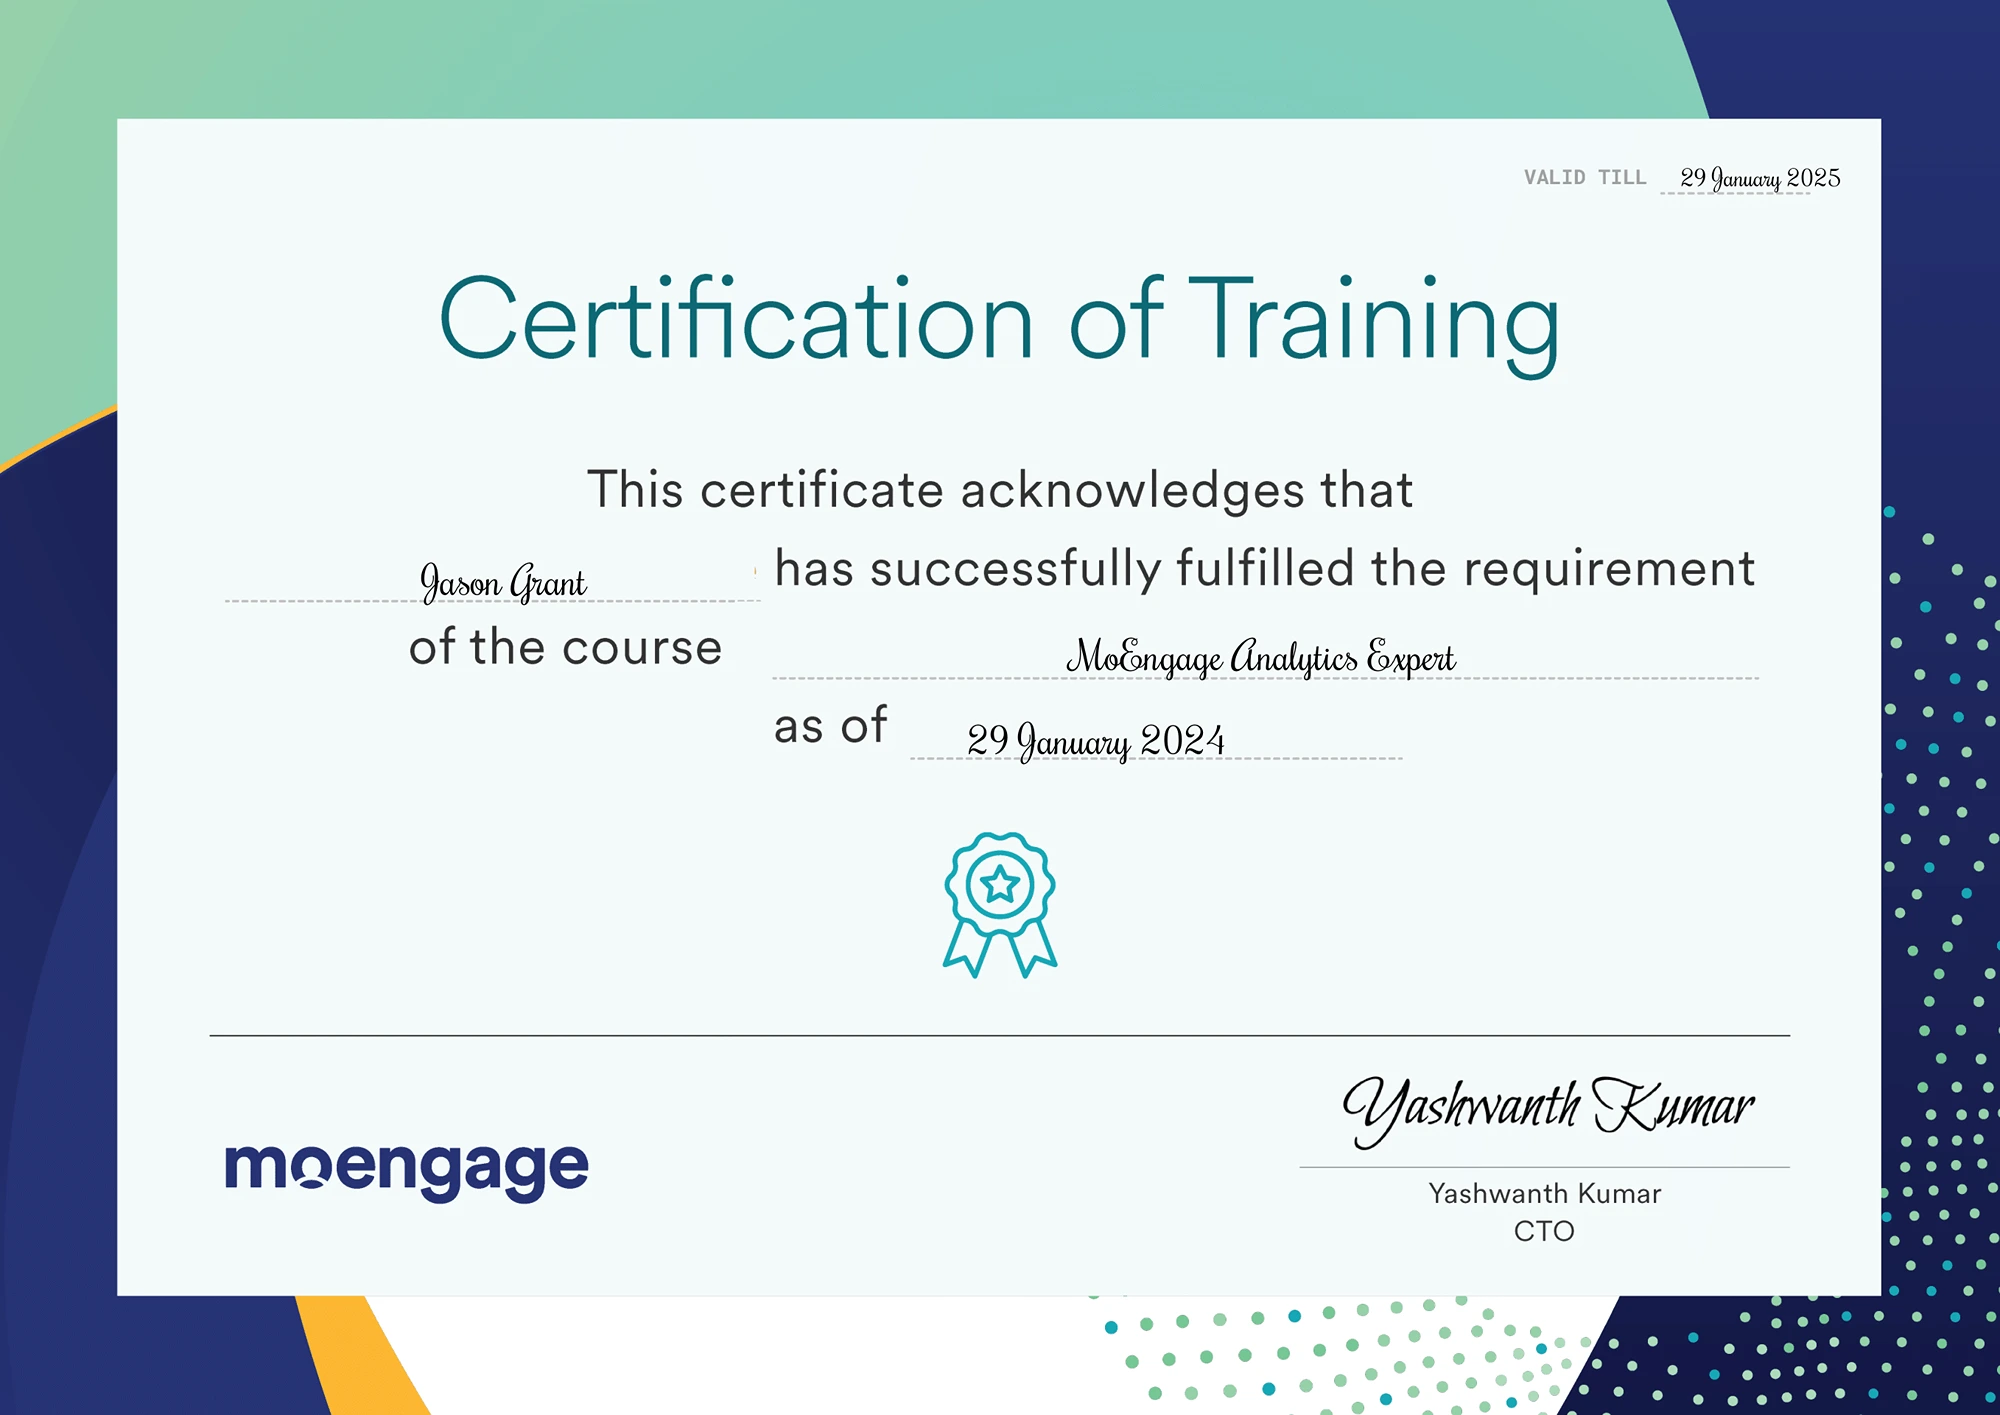 VALID TILL 29 January 2025
Certification of Training
This certificate acknowledges that
Jason Grant has successfully fulfilled the requirement
of the course MoEngage Analytics Expert
as of 29 January 2024
moengage
Yashwanth Kumar
Yashwanth Kumar
CTO